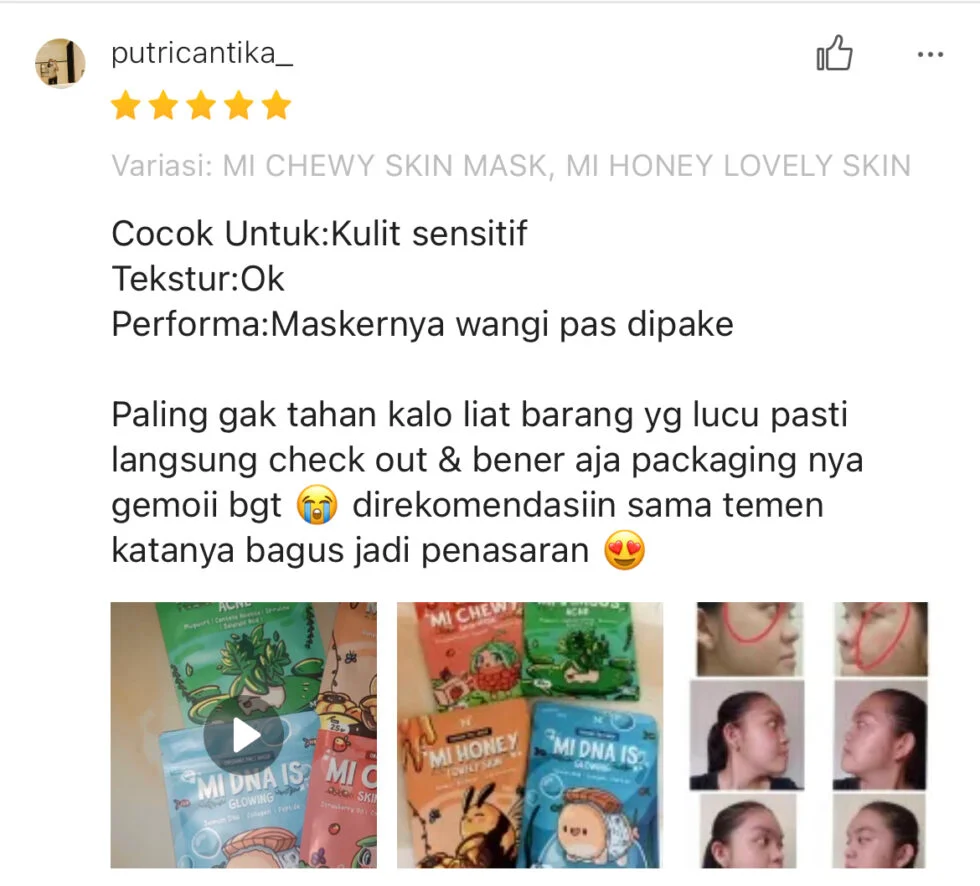 putricantika_
Variasi: MI CHEWY SKIN MASK, MI HONEY LOVELY SKIN
Cocok Untuk:Kulit sensitif
Tekstur:Ok
Performa:Maskernya wangi pas dipake
Paling gak tahan kalo liat barang yg lucu pasti
langsung check out & bener aja packaging nya
gemoii bgt 😭 direkomendasiin sama temen
katanya bagus jadi penasaran 😍
ACNE
MI DNA IS
GLOWING
MI C
SKI
MI CHEWY
ACNE
MI HONEY
LOVELY SKIN
MI DNA IS
GLOWING